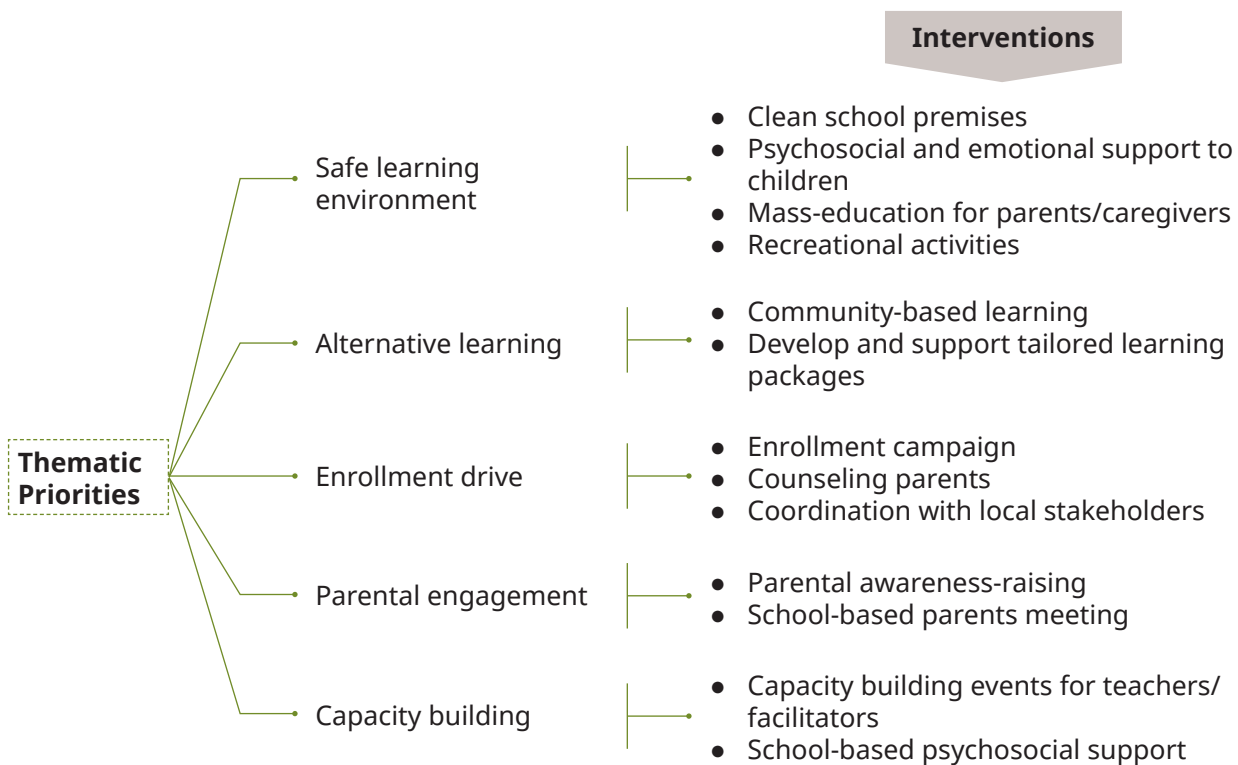 Interventions
Thematic
Priorities
Safe learning
environment
● Clean school premises
● Psychosocial and emotional support to
children
● Mass-education for parents/caregivers
● Recreational activities
Alternative learning
● Community-based learning
● Develop and support tailored learning
packages
Enrollment drive
● Enrollment campaign
● Counseling parents
● Coordination with local stakeholders
Parental engagement
● Parental awareness-raising
● School-based parents meeting
Capacity building
● Capacity building events for teachers/
facilitators
● School-based psychosocial support